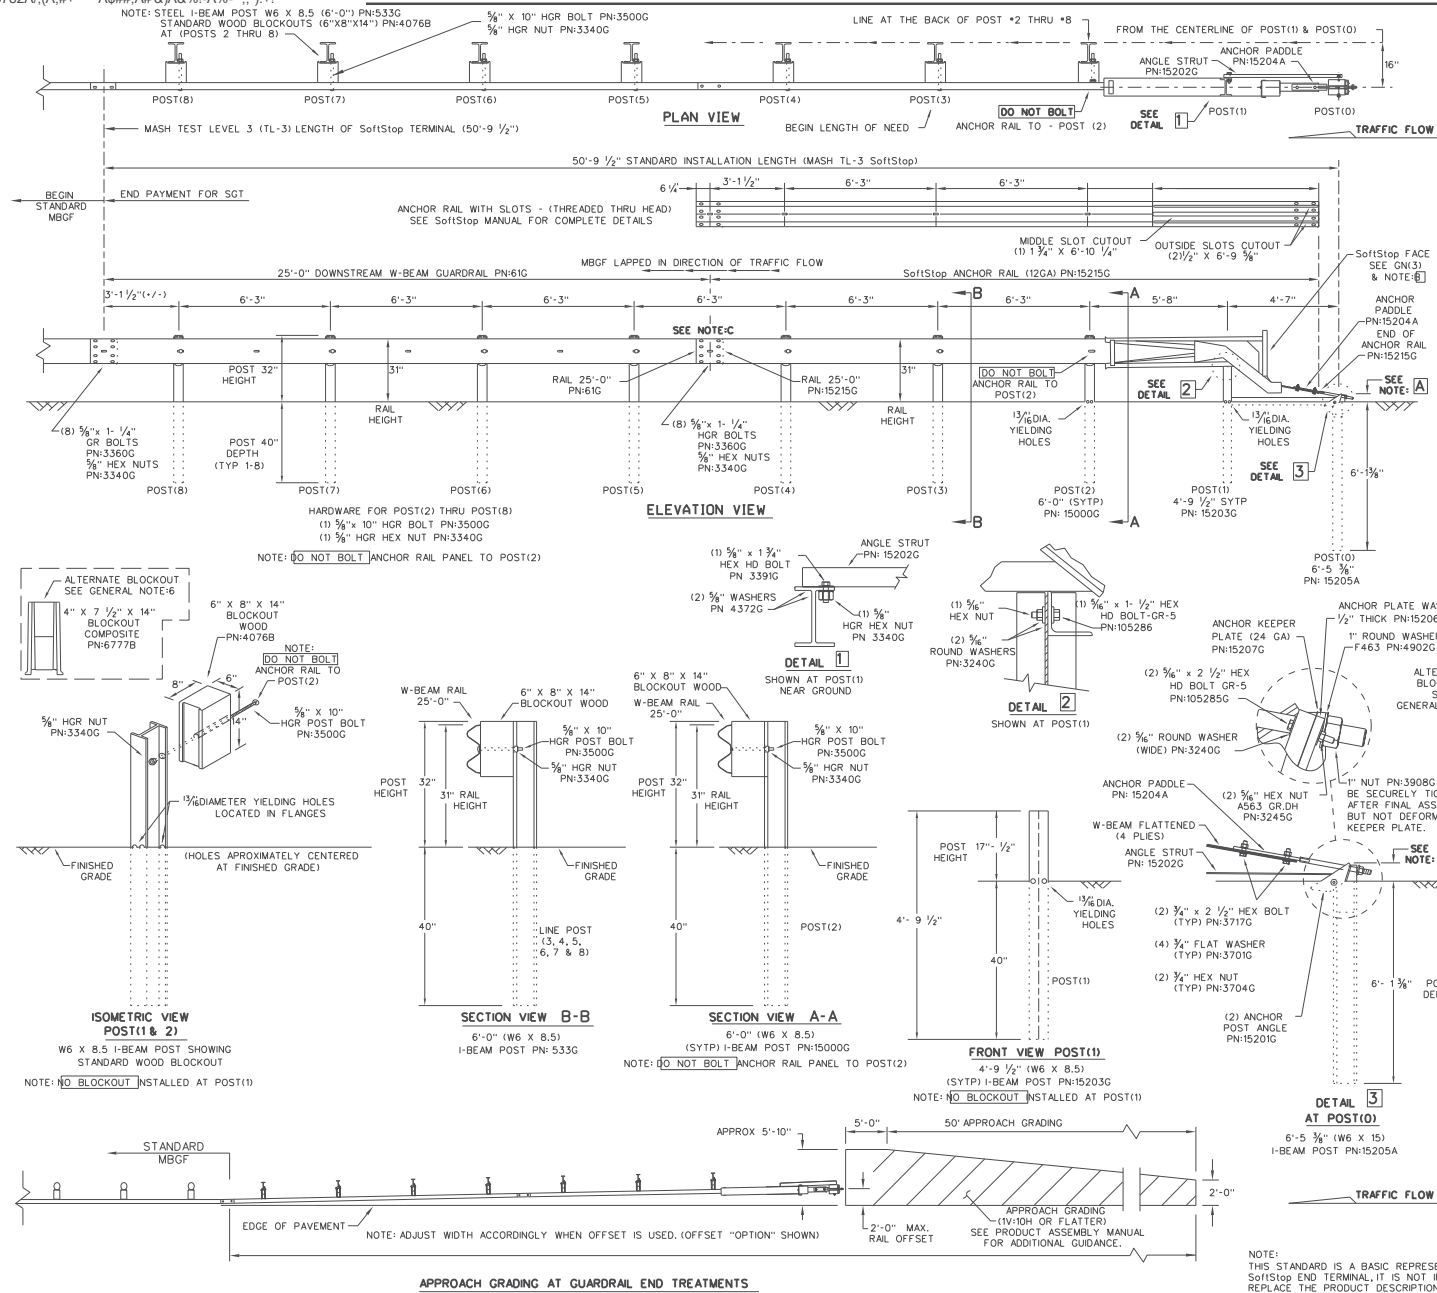 NOTE: STEEL I-BEAM POST W6 X 8.5 (6'-0") PN:533G
STANDARD WOOD BLOCKOUTS (6"X8"X14") PN:4076B
AT (POSTS 2 THRU 8)
⅝" X 10" HGR BOLT PN:3500G
⅝" HGR NUT PN:3340G
LINE AT THE BACK OF POST #2 THRU #8
FROM THE CENTERLINE OF POST(1) & POST(0)
ANCHOR PADDLE
PN:15204A
ANGLE STRUT
PN:15202G
16"
POST(8)
POST(7)
POST(6)
POST(5)
POST(4)
POST(3)
POST(1)
POST(0)
PLAN VIEW
MASH TEST LEVEL 3 (TL-3) LENGTH OF SoftStop TERMINAL (50'-9 ½")
BEGIN LENGTH OF NEED
DO NOT BOLT
ANCHOR RAIL TO - POST (2)
SEE
DETAIL 1
TRAFFIC FLOW
50'-9 ½" STANDARD INSTALLATION LENGTH (MASH TL-3 SoftStop)
BEGIN
STANDARD
MBGF
END PAYMENT FOR SGT
6 ¼"
3'-1 ½"
6'-3"
6'-3"
ANCHOR RAIL WITH SLOTS - (THREADED THRU HEAD)
SEE SoftStop MANUAL FOR COMPLETE DETAILS
MIDDLE SLOT CUTOUT
(1) 1 ¾" X 6'-10 ¼"
OUTSIDE SLOTS CUTOUT
(2)½" X 6'-9 ⅝"
SoftStop FACE
SEE GN(3)
& NOTE:B
25'-0" DOWNSTREAM W-BEAM GUARDRAIL PN:61G
MBGF LAPPED IN DIRECTION OF TRAFFIC FLOW
SoftStop ANCHOR RAIL (12GA) PN:15215G
3'-1 ½"(+/-)
6'-3"
6'-3"
6'-3"
6'-3"
6'-3"
6'-3"
5'-8"
4'-7"
B
A
SEE NOTE:C
ANCHOR
PADDLE
PN:15204A
END OF
ANCHOR RAIL
PN:15215G
POST 32"
HEIGHT
31"
RAIL
HEIGHT
RAIL 25'-0"
PN:61G
RAIL 25'-0"
PN:15215G
31"
RAIL
HEIGHT
DO NOT BOLT
ANCHOR RAIL TO
POST(2)
SEE
DETAIL 2
SEE
NOTE: A
13/16" DIA.
YIELDING
HOLES
13/16" DIA.
YIELDING
HOLES
(8) ⅝"x 1- ¼"
GR BOLTS
PN:3360G
⅝" HEX NUTS
PN:3340G
POST 40"
DEPTH
(TYP 1-8)
(8) ⅝"x 1- ¼"
HGR BOLTS
PN:3360G
⅝" HEX NUTS
PN:3340G
SEE
DETAIL 3
6'-1⅜"
POST(8)
POST(7)
POST(6)
POST(5)
POST(4)
POST(3)
POST(2)
6'-0" (SYTP)
PN: 15000G
POST(1)
4'-9 ½" SYTP
PN: 15203G
HARDWARE FOR POST(2) THRU POST(8)
(1) ⅝"x 10" HGR BOLT PN:3500G
(1) ⅝" HGR HEX NUT PN:3340G
ELEVATION VIEW
B
A
NOTE: DO NOT BOLT ANCHOR RAIL PANEL TO POST(2)
POST(0)
6'-5 ⅜"
PN: 15205A
ALTERNATE BLOCKOUT
SEE GENERAL NOTE:6
4" X 7 ½" X 14"
BLOCKOUT
COMPOSITE
PN:6777B
6" X 8" X 14"
BLOCKOUT
WOOD
PN:4076B
NOTE:
DO NOT BOLT
ANCHOR RAIL TO
POST(2)
8"
6"
14"
⅝" X 10"
HGR POST BOLT
PN:3500G
⅝" HGR NUT
PN:3340G
13/16" DIAMETER YIELDING HOLES
LOCATED IN FLANGES
(HOLES APROXIMATELY CENTERED
AT FINISHED GRADE)
FINISHED
GRADE
ISOMETRIC VIEW
POST(1 & 2)
W6 X 8.5 I-BEAM POST SHOWING
STANDARD WOOD BLOCKOUT
NOTE: NO BLOCKOUT INSTALLED AT POST(1)
W-BEAM RAIL
25'-0"
6" X 8" X 14"
BLOCKOUT WOOD
⅝" X 10"
HGR POST BOLT
PN:3500G
⅝" HGR NUT
PN:3340G
POST 32"
HEIGHT
31" RAIL
HEIGHT
FINISHED
GRADE
40"
LINE POST
(3, 4, 5,
6, 7 & 8)
SECTION VIEW B-B
6'-0" (W6 X 8.5)
I-BEAM POST PN: 533G
6" X 8" X 14"
BLOCKOUT WOOD
W-BEAM RAIL
25'-0"
⅝" X 10"
HGR POST BOLT
PN:3500G
⅝" HGR NUT
PN:3340G
POST 32"
HEIGHT
31" RAIL
HEIGHT
FINISHED
GRADE
40"
POST(2)
SECTION VIEW A-A
6'-0" (W6 X 8.5)
(SYTP) I-BEAM POST PN:15000G
NOTE: DO NOT BOLT ANCHOR RAIL PANEL TO POST(2)
(1) ⅝" x 1 ¾"
HEX HD BOLT
PN 3391G
(2) ⅝" WASHERS
PN 4372G
ANGLE STRUT
PN: 15202G
(1) ⅝"
HGR HEX NUT
PN 3340G
DETAIL 1
SHOWN AT POST(1)
NEAR GROUND
(1) 5/16"
HEX NUT
(2) 5/16"
ROUND WASHERS
PN:3240G
(1) 5/16" x 1- ½" HEX
HD BOLT-GR-5
PN:105286
DETAIL 2
SHOWN AT POST(1)
POST 17"- ½"
HEIGHT
4'- 9 ½"
40"
13/16" DIA.
YIELDING
HOLES
POST(1)
FRONT VIEW POST(1)
4'-9 ½" (W6 X 8.5)
(SYTP) I-BEAM POST PN:15203G
NOTE: NO BLOCKOUT INSTALLED AT POST(1)
ANCHOR PLATE WAS
½" THICK PN:15206
ANCHOR KEEPER
PLATE (24 GA)
PN:15207G
1" ROUND WASHER
F463 PN:4902G
(2) 5/16" x 2 ½" HEX
HD BOLT GR-5
PN:105285G
ALTE
BLO
S
GENERAL
(2) 5/16" ROUND WASHER
(WIDE) PN:3240G
ANCHOR PADDLE
PN: 15204A
(2) 5/16" HEX NUT
A563 GR.DH
PN:3245G
1" NUT PN:3908G
BE SECURELY TIG
AFTER FINAL ASS
BUT NOT DEFORM
KEEPER PLATE.
W-BEAM FLATTENED
(4 PLIES)
ANGLE STRUT
PN: 15202G
SEE
NOTE:
(2) ¾" x 2 ½" HEX BOLT
(TYP) PN:3717G
(4) ¾" FLAT WASHER
(TYP) PN:3701G
(2) ¾" HEX NUT
(TYP) PN:3704G
(2) ANCHOR
POST ANGLE
PN:15201G
6'- 1 ⅜"
PO
DE
DETAIL 3
AT POST(0)
6'-5 ⅜" (W6 X 15)
I-BEAM POST PN:15205A
STANDARD
MBGF
APPROX 5'-10"
5'-0"
50' APPROACH GRADING
2'-0"
TRAFFIC FLOW
EDGE OF PAVEMENT
NOTE: ADJUST WIDTH ACCORDINGLY WHEN OFFSET IS USED. (OFFSET "OPTION" SHOWN)
2'-0" MAX.
RAIL OFFSET
APPROACH GRADING
(1V:10H OR FLATTER)
SEE PRODUCT ASSEMBLY MANUAL
FOR ADDITIONAL GUIDANCE.
APPROACH GRADING AT GUARDRAIL END TREATMENTS
NOTE:
THIS STANDARD IS A BASIC REPRESE
SoftStop END TERMINAL, IT IS NOT I
REPLACE THE PRODUCT DESCRIPTION